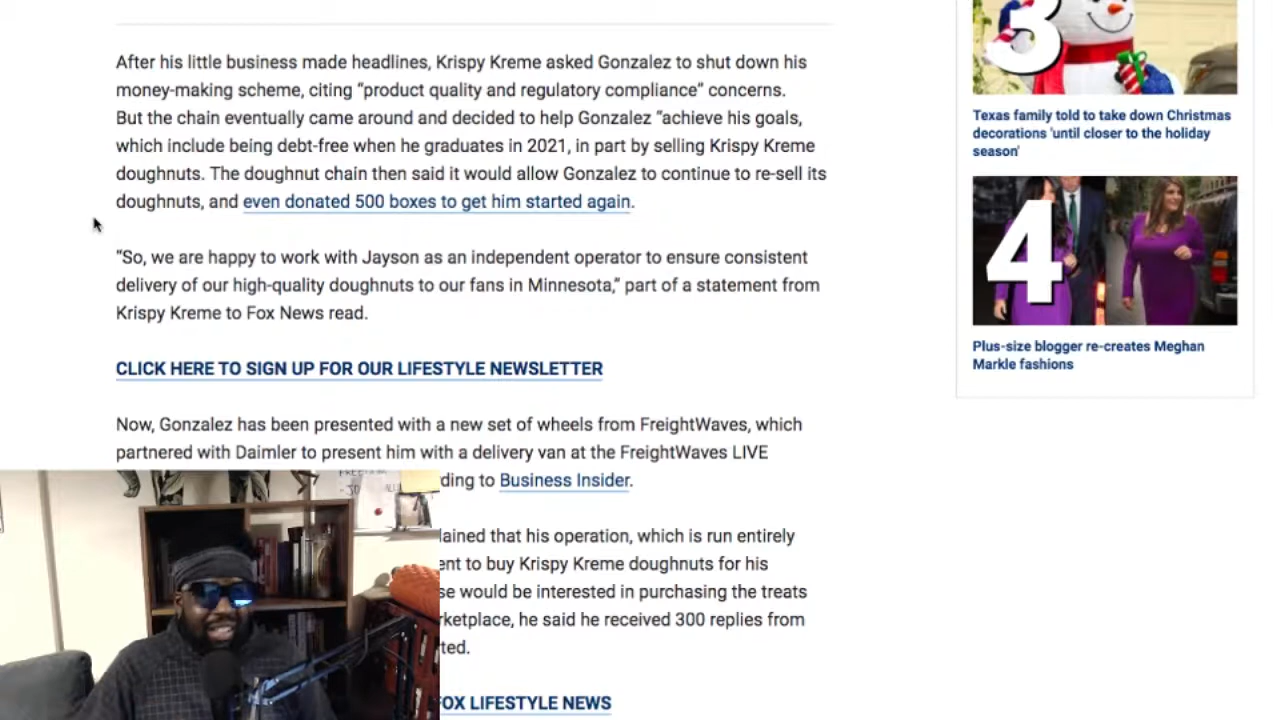 After his little business made headlines, Krispy Kreme asked Gonzalez to shut down his
money-making scheme, citing “product quality and regulatory compliance” concerns.
But the chain eventually came around and decided to help Gonzalez “achieve his goals,
which include being debt-free when he graduates in 2021, in part by selling Krispy Kreme
doughnuts. The doughnut chain then said it would allow Gonzalez to continue to re-sell its
doughnuts, and even donated 500 boxes to get him started again.
“So, we are happy to work with Jayson as an independent operator to ensure consistent
delivery of our high-quality doughnuts to our fans in Minnesota,” part of a statement from
Krispy Kreme to Fox News read.
CLICK HERE TO SIGN UP FOR OUR LIFESTYLE NEWSLETTER
Now, Gonzalez has been presented with a new set of wheels from FreightWaves, which
partnered with Daimler to present him with a delivery van at the FreightWaves LIVE
ding to Business Insider.
lained that his operation, which is run entirely
ent to buy Krispy Kreme doughnuts for his
se would be interested in purchasing the treats
rketplace, he said he received 300 replies from
ted.
FOX LIFESTYLE NEWS
3
Texas family told to take down Christmas
decorations 'until closer to the holiday
season'
4
Plus-size blogger re-creates Meghan
Markle fashions